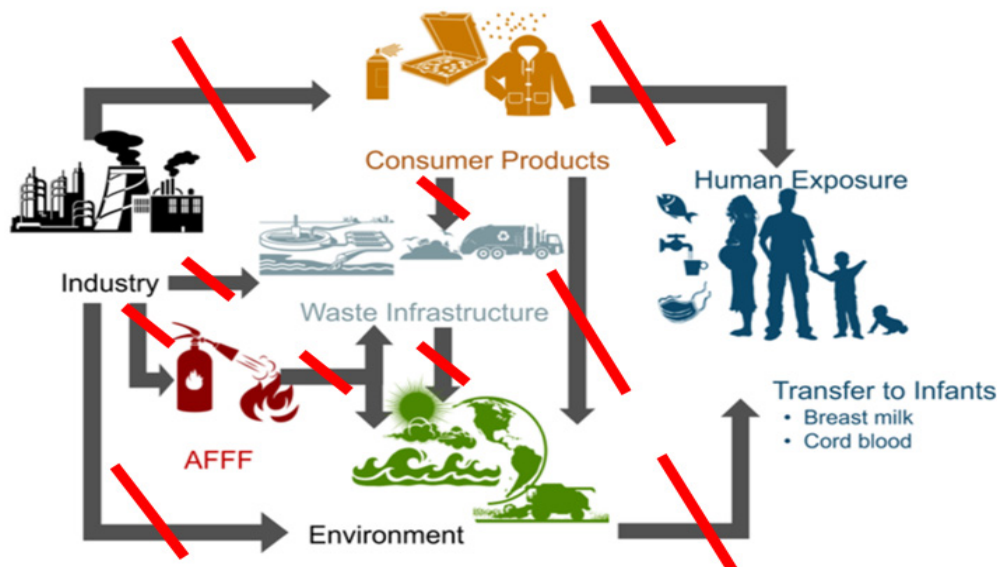 Consumer Products
Human Exposure
Industry
Waste Infrastructure
AFFF
Transfer to Infants
• Breast milk
• Cord blood
Environment